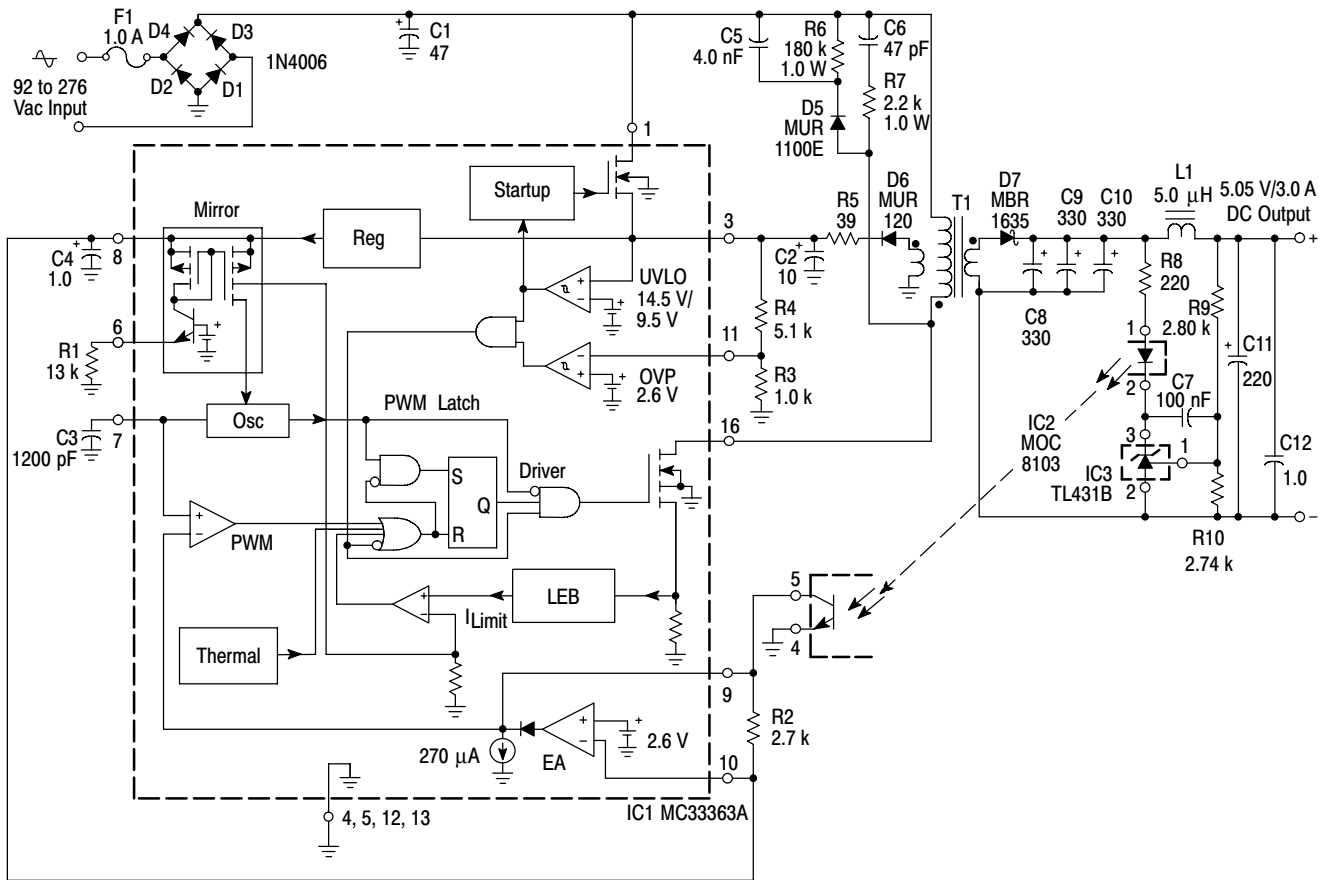 F1
1.0 A
D4
D3
D2
D1
1N4006
92 to 276
Vac Input
C1
47
C5
4.0 nF
R6
180 k
1.0 W
C6
47 pF
R7
2.2 k
1.0 W
D5
MUR
1100E
1
Startup
Mirror
Reg
8
C4
1.0
6
R1
13 k
UVLO
14.5 V/
9.5 V
OVP
2.6 V
3
R5
39
D6
MUR
120
T1
D7
MBR
1635
C9
330
C10
330
L1
5.0 µH
5.05 V/3.0 A
DC Output
C2
10
R4
5.1 k
11
R3
1.0 k
C8
330
R8
220
R9
2.80 k
C11
220
C12
1.0
1
2
C7
100 nF
IC2
MOC
8103
3
1
IC3
TL431B
2
R10
2.74 k
Osc
PWM Latch
7
C3
1200 pF
S
Q
R
Driver
16
PWM
LEB
ILimit
Thermal
5
4
9
R2
2.7 k
10
270 µA
EA
2.6 V
4, 5, 12, 13
IC1 MC33363A